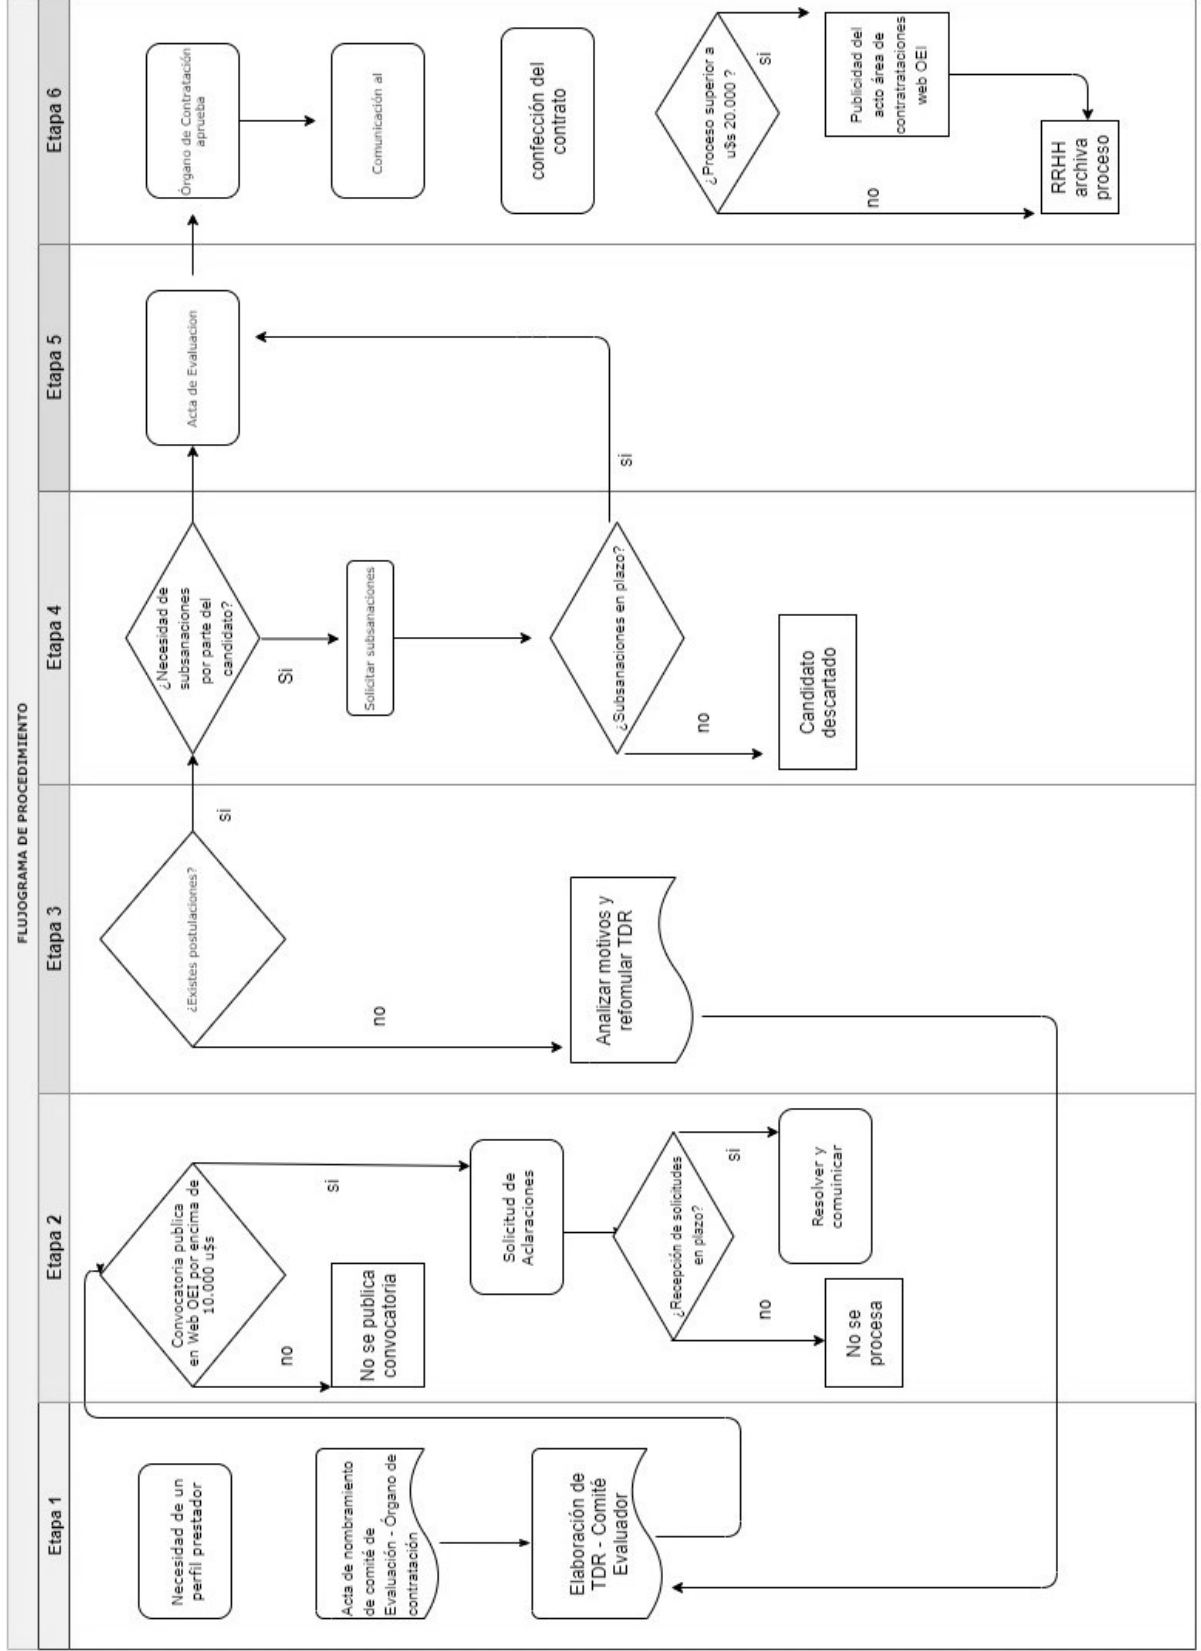 FLUJOGRAMA DE PROCEDIMIENTO
Etapa 1
Etapa 2
Etapa 3
Etapa 4
Etapa 5
Etapa 6
Necesidad de un
perfil prestador
Acta de nombramiento
de comité de
Evaluación - Órgano de
contratación
Elaboración de
TDR - Comité
Evaluador
Convocatoria publica
en Web OEI por encima de
10.000 u$s
no
si
No se publica
convocatoria
Solicitud de
Aclaraciones
¿Recepción de solicitudes
en plazo?
no
si
No se
procesa
Resolver y
comuinicar
¿Existes postulaciones?
no
si
Analizar motivos y
refomular TDR
¿Necesidad de
subsanaciones
por parte del
candidato?
Si
Solicitar subsanaciones
¿Subsanaciones en plazo?
no
si
Candidato
descartado
Acta de Evaluacion
Órgano de Contratación
aprueba
Comunicación al
confección del
contrato
¿Proceso superior a
u$s 20.000 ?
no
si
Publicidad del
acto área de
contratrataciones
web OEI
RRHH
archiva
proceso